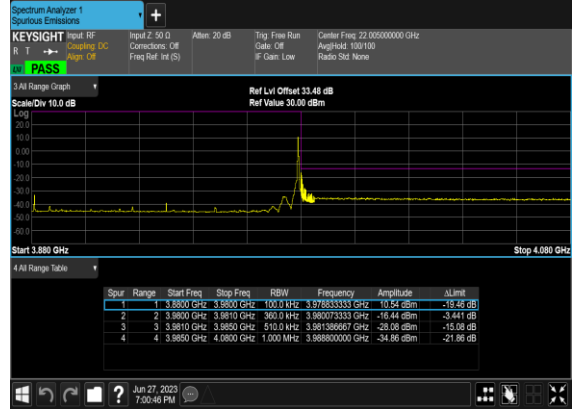 Spectrum Analyzer 1
Spurious Emissions
KEYSIGHT Input: RF Input Z: 50 Ω Atten: 20 dB Trig: Free Run Center Freq: 22.005000000 GHz
R T Coupling: DC Corrections: Off Gate: Off Avg|Hold: 100/100
Align: Off Freq Ref: Int (S) IF Gain: Low Radio Std: None
PASS
3 All Range Graph
Ref Lvl Offset 33.48 dB
Scale/Div 10.0 dB Ref Value 30.00 dBm
Log
20.0
10.0
0.00
-10.0
-20.0
-30.0
-40.0
-50.0
-60.0
Start 3.880 GHz Stop 4.080 GHz
4 All Range Table
Spur Range Start Freq Stop Freq RBW Frequency Amplitude ΔLimit
1 1 3.8800 GHz 3.9800 GHz 100.0 kHz 3.978833333 GHz 10.54 dBm -19.46 dB
2 2 3.9800 GHz 3.9810 GHz 360.0 kHz 3.980073333 GHz -16.44 dBm -3.441 dB
3 3 3.9810 GHz 3.9850 GHz 510.0 kHz 3.981386667 GHz -28.08 dBm -15.08 dB
4 4 3.9850 GHz 4.0800 GHz 1.000 MHz 3.988800000 GHz -34.86 dBm -21.86 dB
Jun 27, 2023
7:00:46 PM